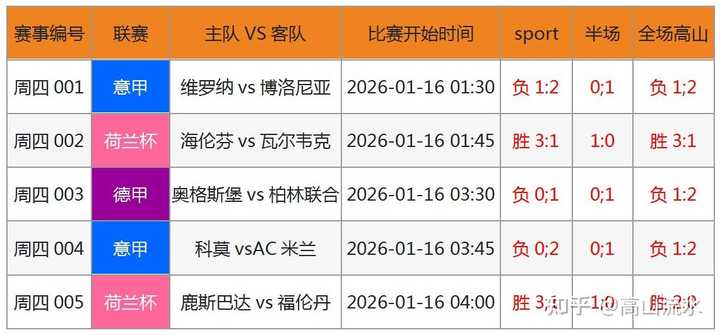 赛事编号 联赛 主队 VS 客队 比赛开始时间 sport 半场 全场高山
周四 001 意甲 维罗纳 vs 博洛尼亚 2026-01-16 01:30 负 1:2 0;1 负 1;2
周四 002 荷兰杯 海伦芬 vs 瓦尔韦克 2026-01-16 01:45 胜 3:1 1:0 胜 3:1
周四 003 德甲 奥格斯堡 vs 柏林联合 2026-01-16 03:30 负 0;1 0;1 负 1:2
周四 004 意甲 科莫 vsAC 米兰 2026-01-16 03:45 负 0;2 0;1 负 1:2
周四 005 荷兰杯 鹿斯巴达 vs 福伦丹 2026-01-16 04:00 胜 3;1 1:0 胜 2:0
知乎 @高山流水